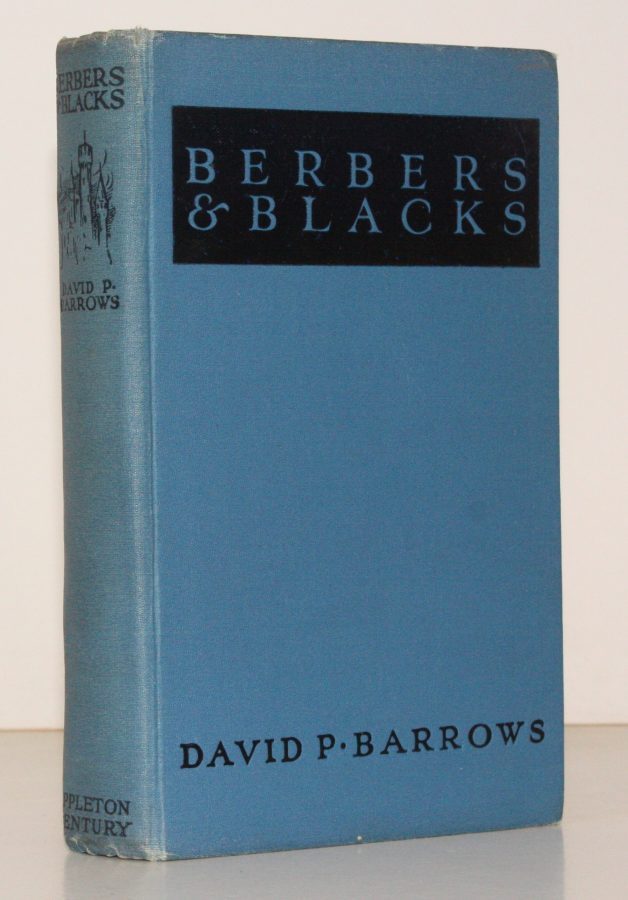 BERBERS
& BLACKS
DAVID P. BARROWS
BERBERS
& BLACKS
DAVID P.
BARROWS
APPLETON
CENTURY